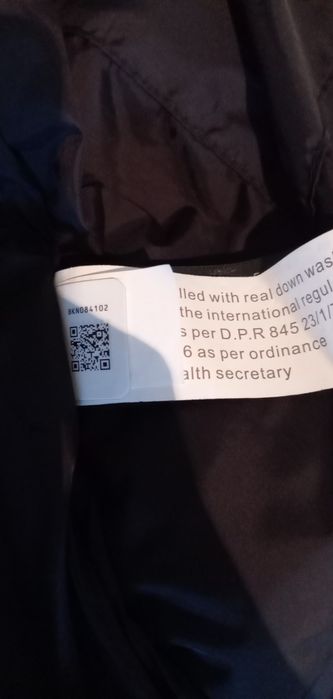 BKN084102
lled with real down was
the international regul
s per D.P.R 845 23/1/
6 as per ordinance
alth secretary